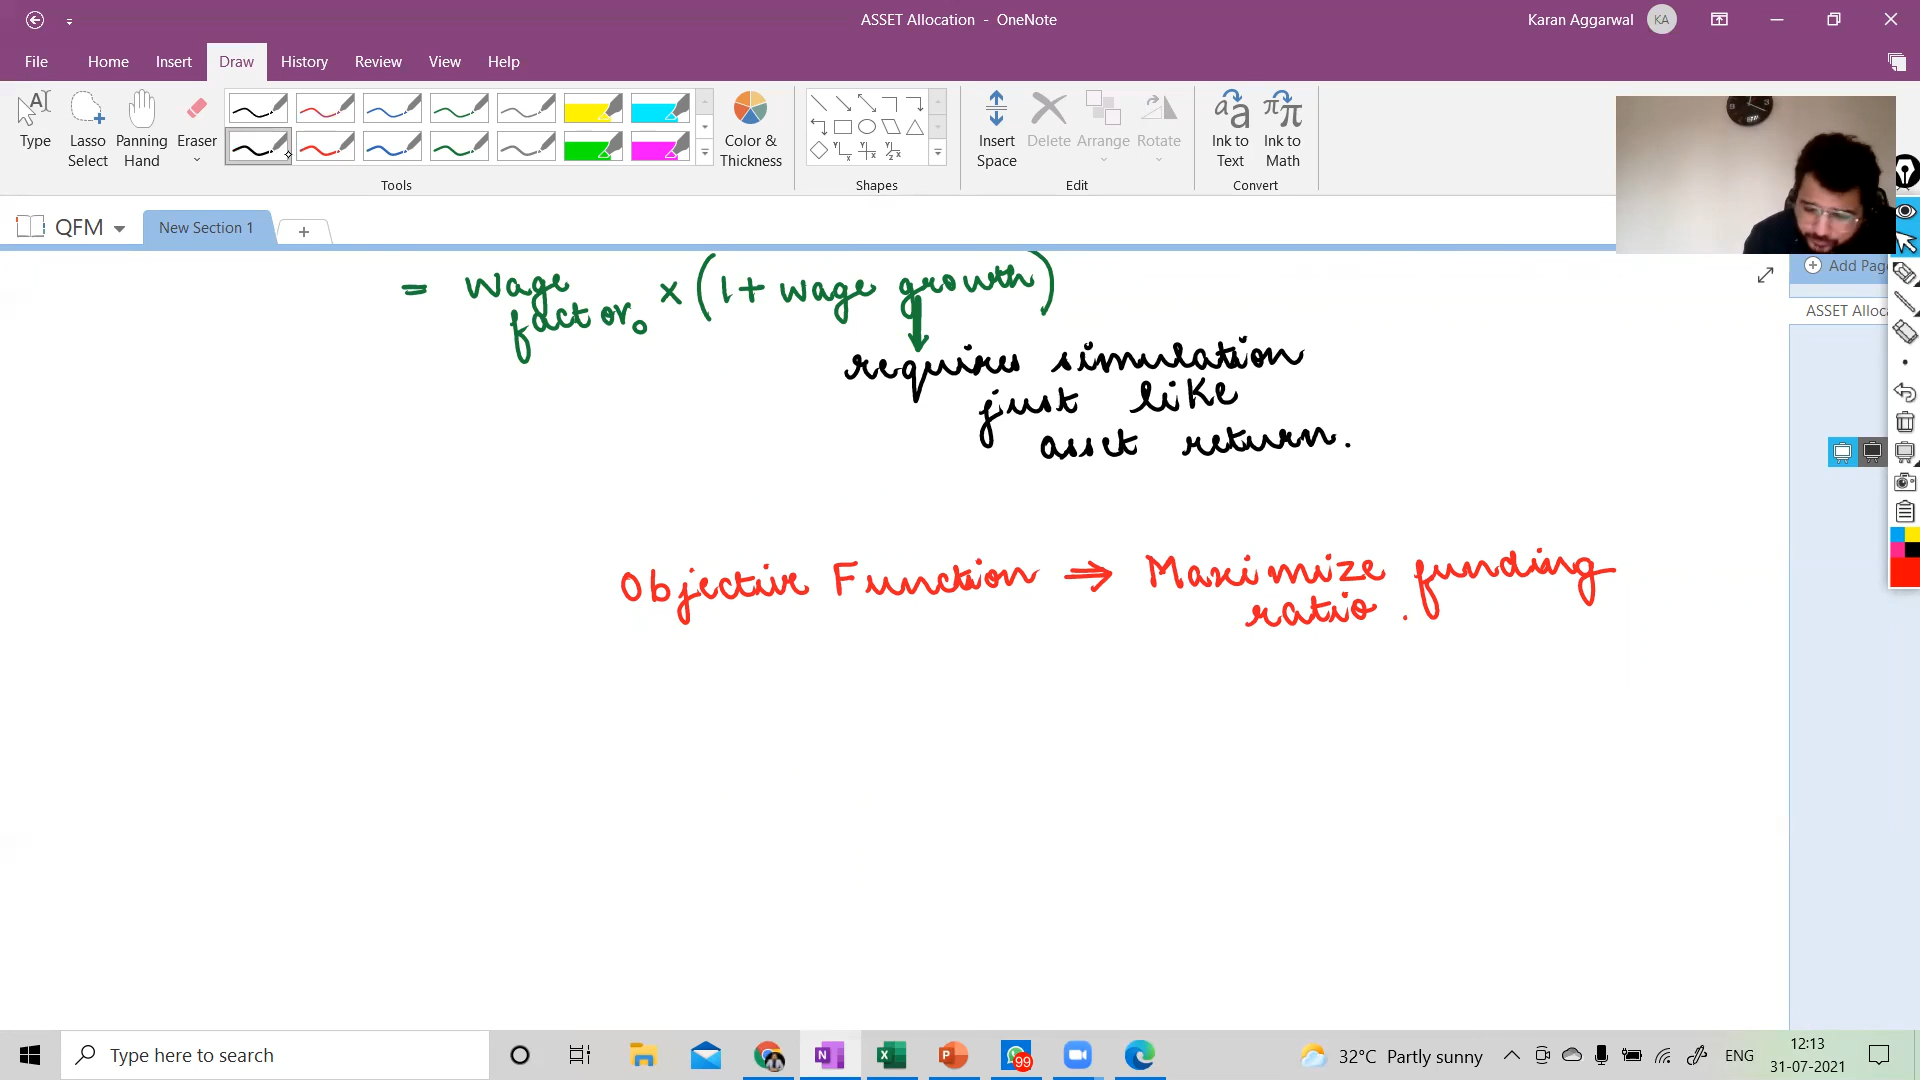 ASSET Allocation - OneNote
Karan Aggarwal KA
File Home Insert Draw History Review View Help
Type
Lasso Select
Panning Hand
Eraser
Color & Thickness
Insert Space
Delete
Arrange
Rotate
Ink to Text
Ink to Math
Tools Shapes Edit Convert
QFM New Section 1 +
Add Page
ASSET Alloc
= Wage factor₀ × (1 + wage growth)
requires simulation
just like
asset return.
Objective Function ⇒ Maximize funding
ratio.
Type here to search
99
32°C Partly sunny
ENG
12:13
31-07-2021